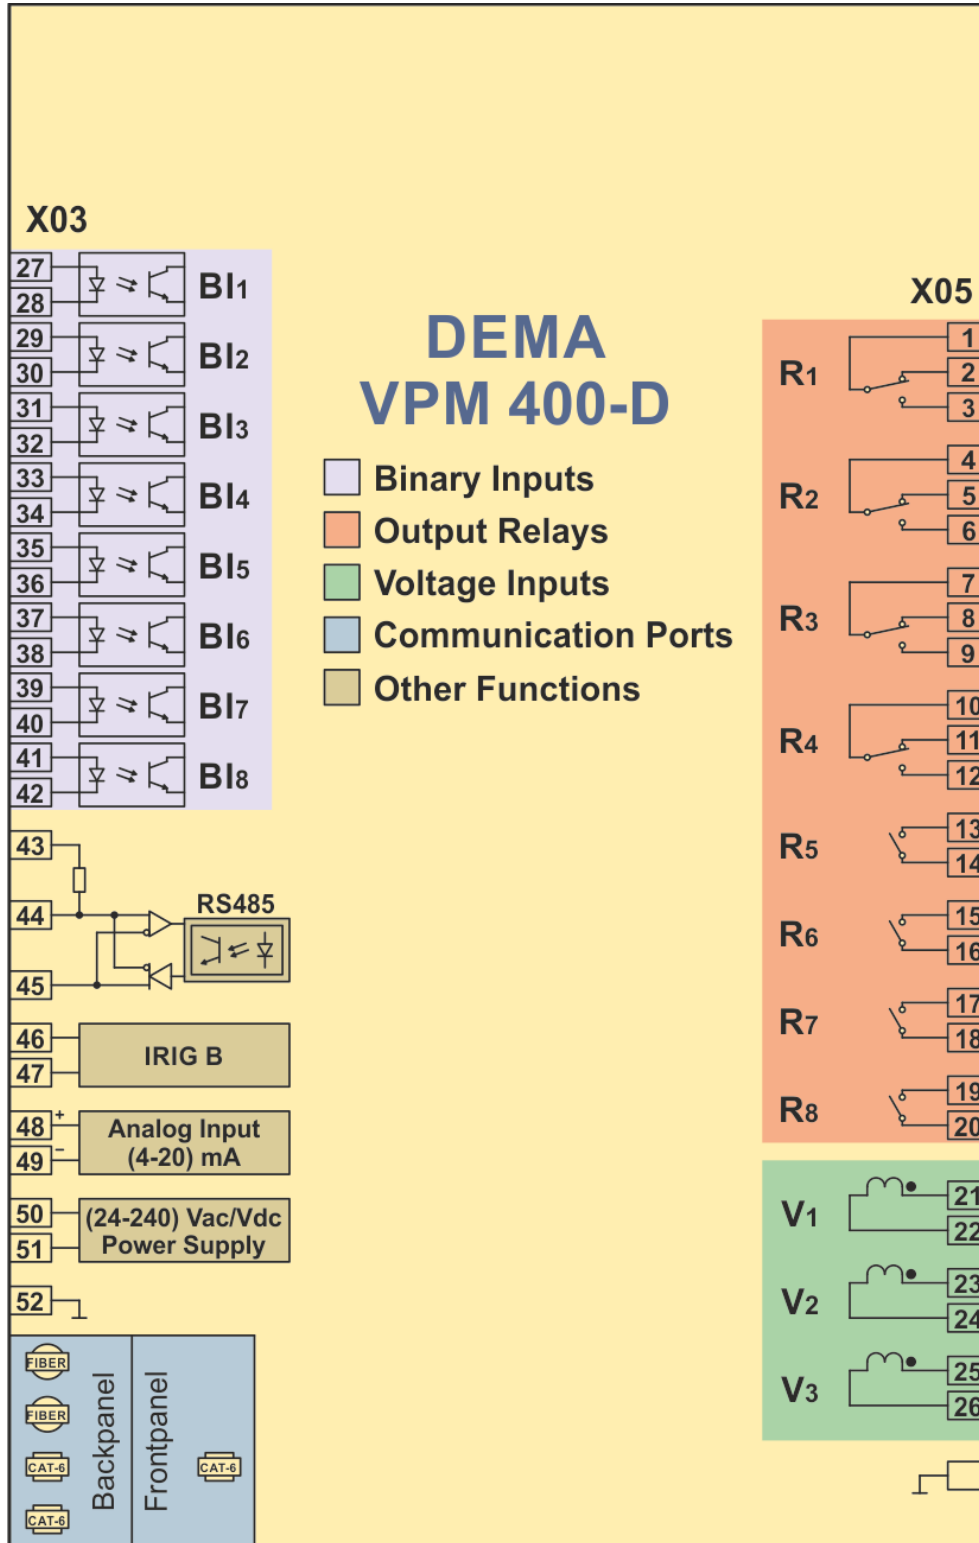 X03
27
28
BI1
29
30
BI2
31
32
BI3
33
34
BI4
35
36
BI5
37
38
BI6
39
40
BI7
41
42
BI8
43
44
45
RS485
46
47
IRIG B
48 +
49 −
Analog Input
(4-20) mA
50
51
(24-240) Vac/Vdc
Power Supply
52
FIBER
FIBER
CAT-6
CAT-6
Backpanel
Frontpanel
CAT-6
DEMA
VPM 400-D
Binary Inputs
Output Relays
Voltage Inputs
Communication Ports
Other Functions
X05
R1
1
2
3
R2
4
5
6
R3
7
8
9
R4
10
11
12
R5
13
14
R6
15
16
R7
17
18
R8
19
20
V1
21
22
V2
23
24
V3
25
26